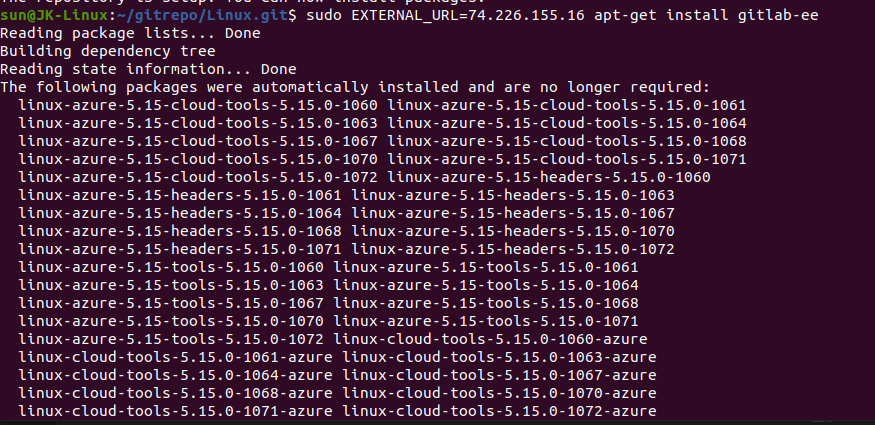 sun@JK-Linux:~/gitrepo/Linux.git$ sudo EXTERNAL_URL=74.226.155.16 apt-get install gitlab-ee
Reading package lists... Done
Building dependency tree
Reading state information... Done
The following packages were automatically installed and are no longer required:
  linux-azure-5.15-cloud-tools-5.15.0-1060 linux-azure-5.15-cloud-tools-5.15.0-1061
  linux-azure-5.15-cloud-tools-5.15.0-1063 linux-azure-5.15-cloud-tools-5.15.0-1064
  linux-azure-5.15-cloud-tools-5.15.0-1067 linux-azure-5.15-cloud-tools-5.15.0-1068
  linux-azure-5.15-cloud-tools-5.15.0-1070 linux-azure-5.15-cloud-tools-5.15.0-1071
  linux-azure-5.15-cloud-tools-5.15.0-1072 linux-azure-5.15-headers-5.15.0-1060
  linux-azure-5.15-headers-5.15.0-1061 linux-azure-5.15-headers-5.15.0-1063
  linux-azure-5.15-headers-5.15.0-1064 linux-azure-5.15-headers-5.15.0-1067
  linux-azure-5.15-headers-5.15.0-1068 linux-azure-5.15-headers-5.15.0-1070
  linux-azure-5.15-headers-5.15.0-1071 linux-azure-5.15-headers-5.15.0-1072
  linux-azure-5.15-tools-5.15.0-1060 linux-azure-5.15-tools-5.15.0-1061
  linux-azure-5.15-tools-5.15.0-1063 linux-azure-5.15-tools-5.15.0-1064
  linux-azure-5.15-tools-5.15.0-1067 linux-azure-5.15-tools-5.15.0-1068
  linux-azure-5.15-tools-5.15.0-1070 linux-azure-5.15-tools-5.15.0-1071
  linux-azure-5.15-tools-5.15.0-1072 linux-cloud-tools-5.15.0-1060-azure
  linux-cloud-tools-5.15.0-1061-azure linux-cloud-tools-5.15.0-1063-azure
  linux-cloud-tools-5.15.0-1064-azure linux-cloud-tools-5.15.0-1067-azure
  linux-cloud-tools-5.15.0-1068-azure linux-cloud-tools-5.15.0-1070-azure
  linux-cloud-tools-5.15.0-1071-azure linux-cloud-tools-5.15.0-1072-azure